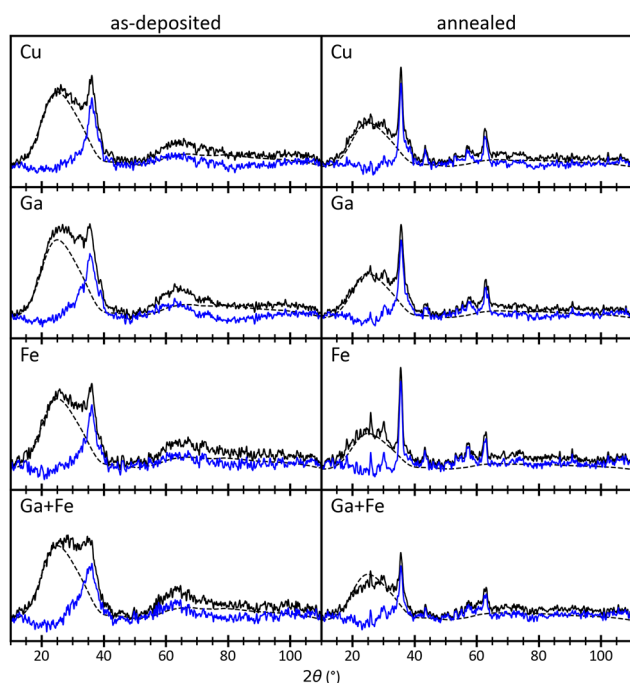 as-deposited annealed
Cu Cu
Ga Ga
Fe Fe
Ga+Fe Ga+Fe
20 40 60 80 100 20 40 60 80 100
2θ (°)